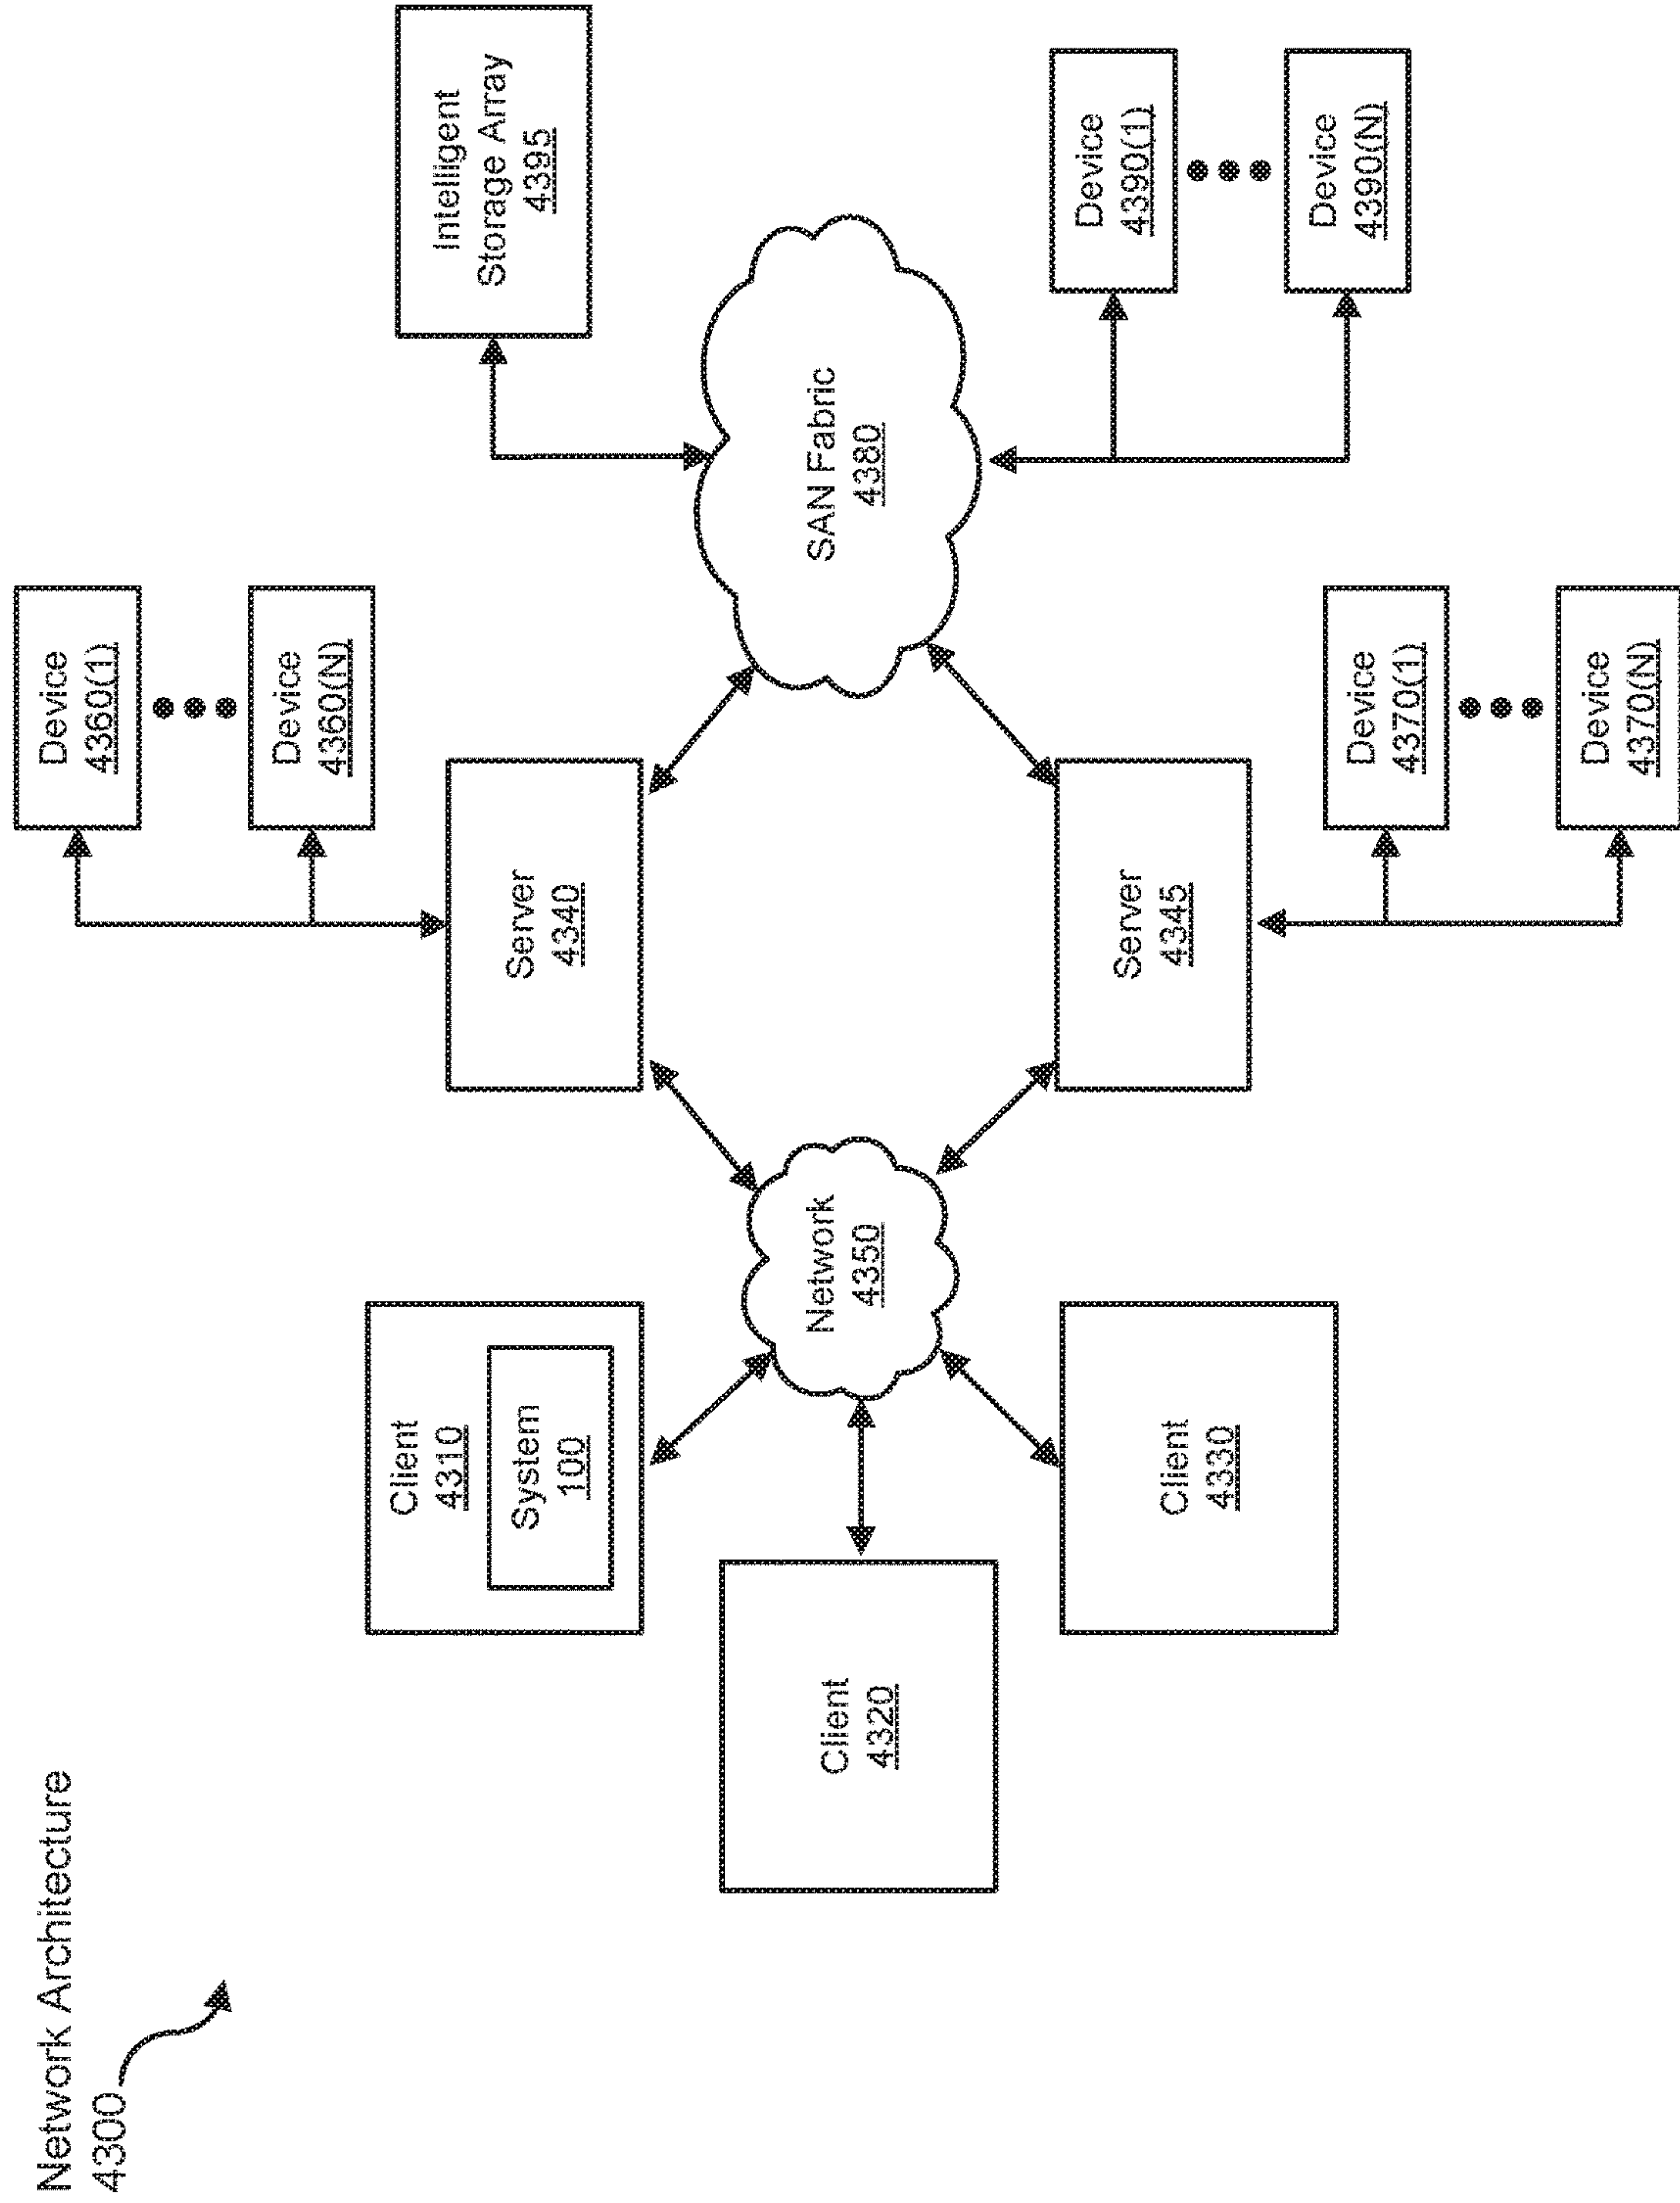 Network Architecture
4300
Client
4310
System
100
Client
4320
Client
4330
Network
4350
Server
4340
Server
4345
Device
4360(1)
Device
4360(N)
Device
4370(1)
Device
4370(N)
SAN Fabric
4380
Intelligent
Storage Array
4395
Device
4390(1)
Device
4390(N)